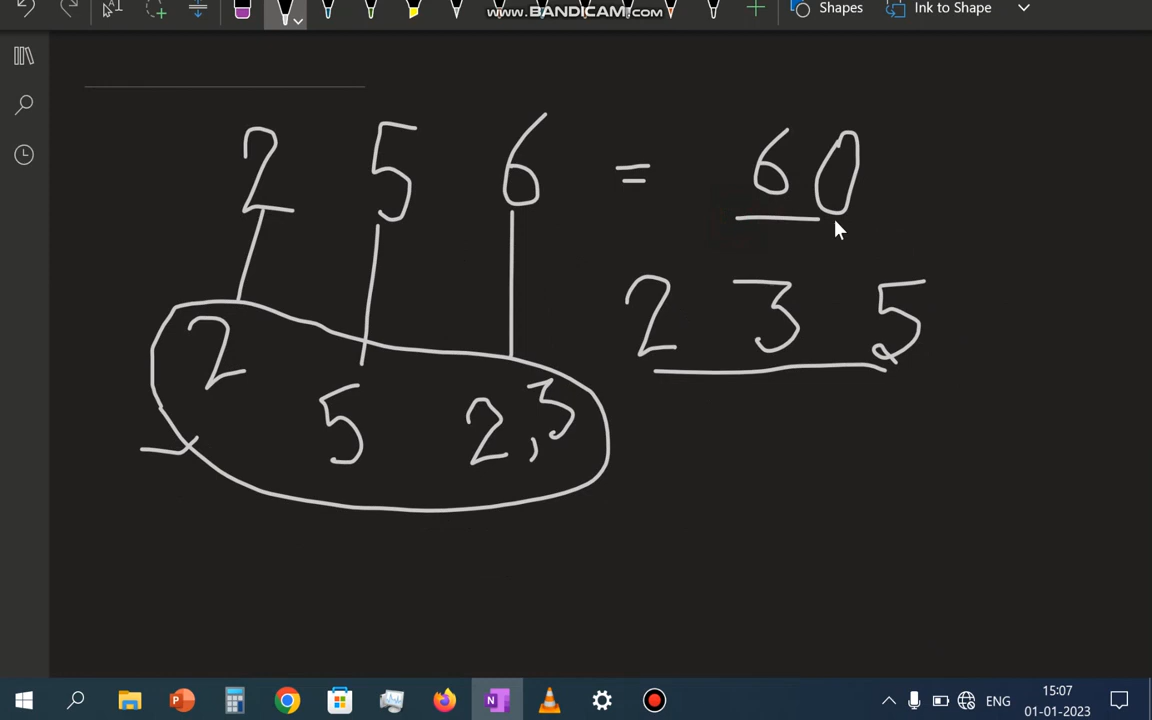 www.BANDICAM.com
Shapes
Ink to Shape
2 5 6 = 60
2 3 5
2 5 2,3
ENG
15:07
01-01-2023